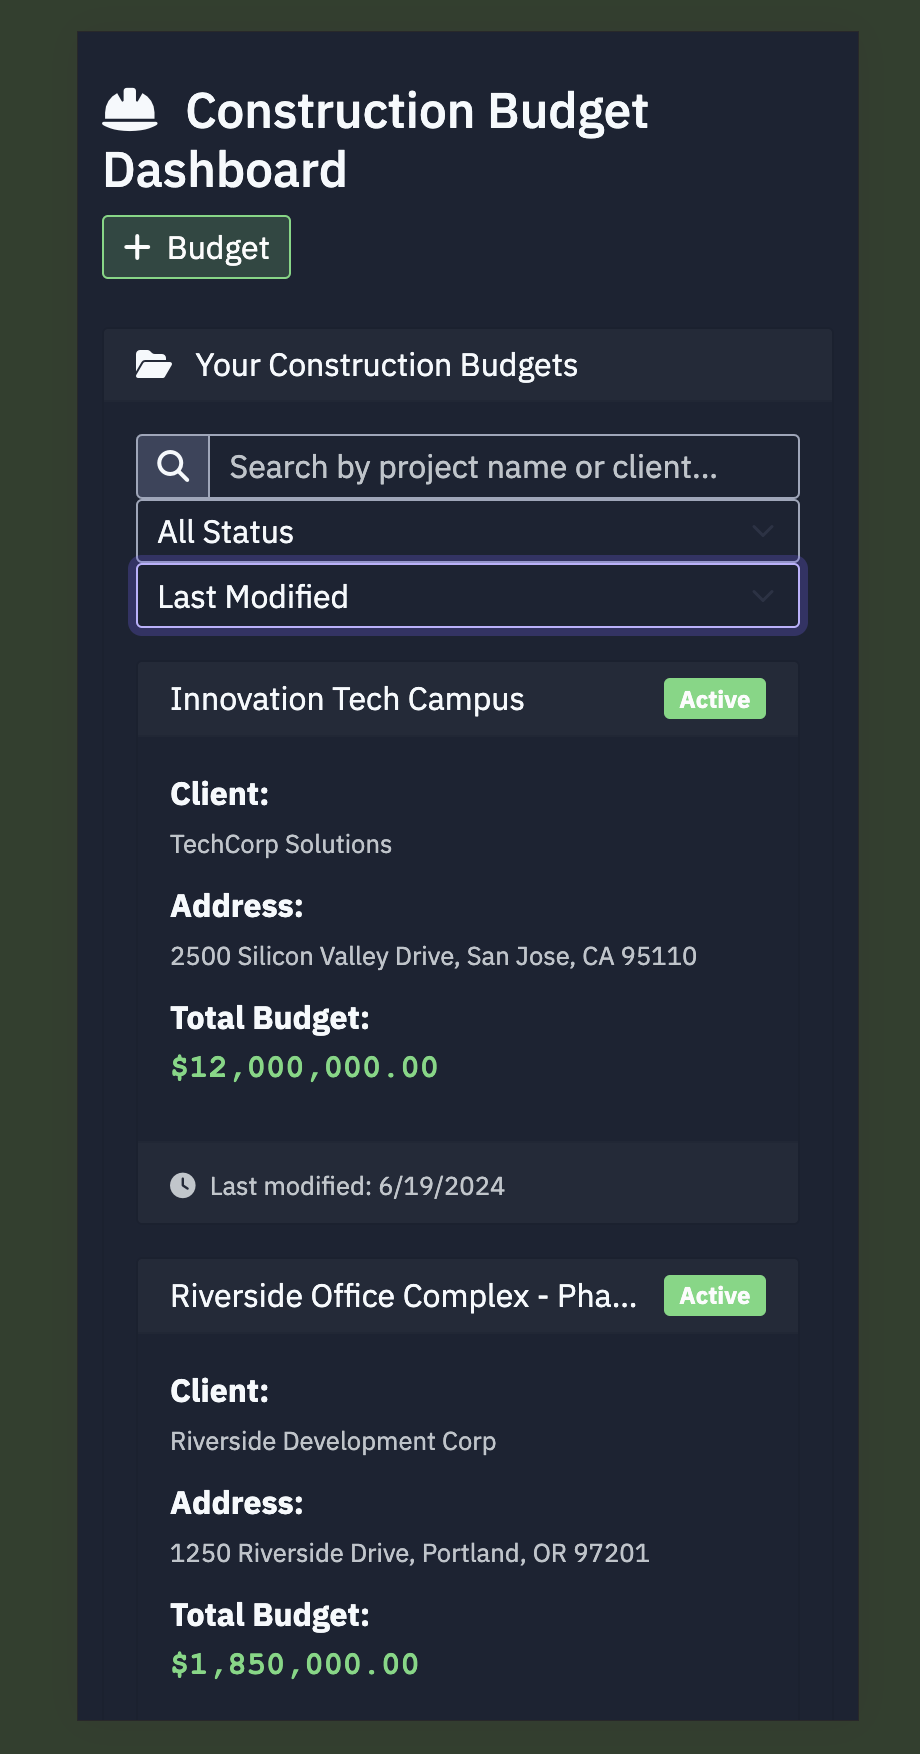 Construction Budget
Dashboard
+ Budget
Your Construction Budgets
Search by project name or client...
All Status
Last Modified
Innovation Tech Campus
Active
Client:
TechCorp Solutions
Address:
2500 Silicon Valley Drive, San Jose, CA 95110
Total Budget:
$12,000,000.00
Last modified: 6/19/2024
Riverside Office Complex - Pha...
Active
Client:
Riverside Development Corp
Address:
1250 Riverside Drive, Portland, OR 97201
Total Budget:
$1,850,000.00